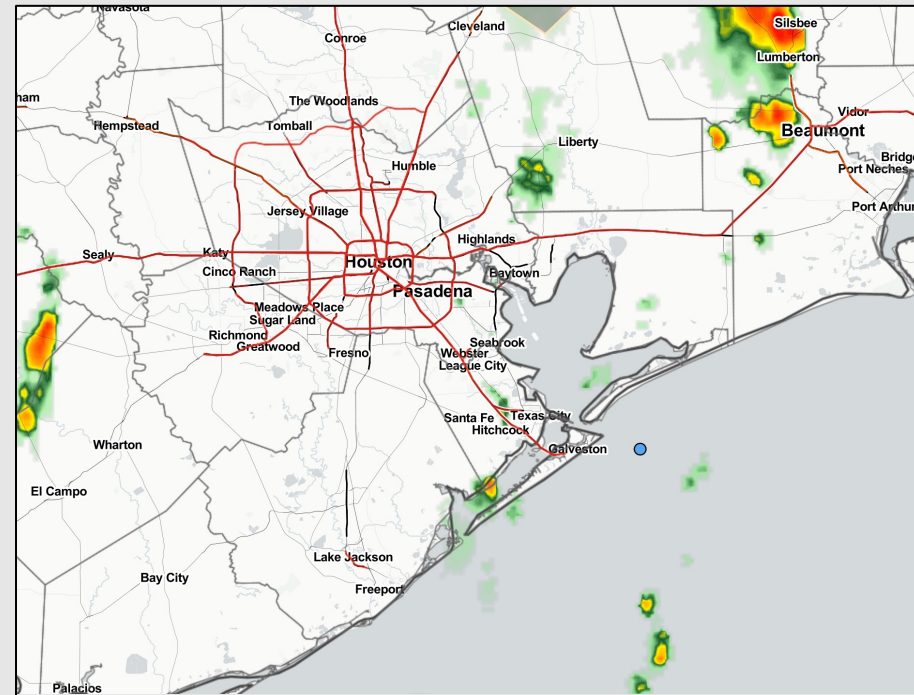 Navasota
Cleveland
Silsbee
Conroe
Lumberton
ham
The Woodlands
Vidor
Hempstead
Tomball
Beaumont
Liberty
Bridge
Humble
Port Neches
Port Arthur
Jersey Village
Highlands
Sealy
Katy
Houston
Cinco Ranch
Baytown
Pasadena
Meadows Place
Sugar Land
Richmond
Greatwood
Seabrook
Fresno
Webster
League City
Santa Fe
Texas City
Hitchcock
Wharton
Galveston
El Campo
Lake Jackson
Bay City
Freeport
Palacios